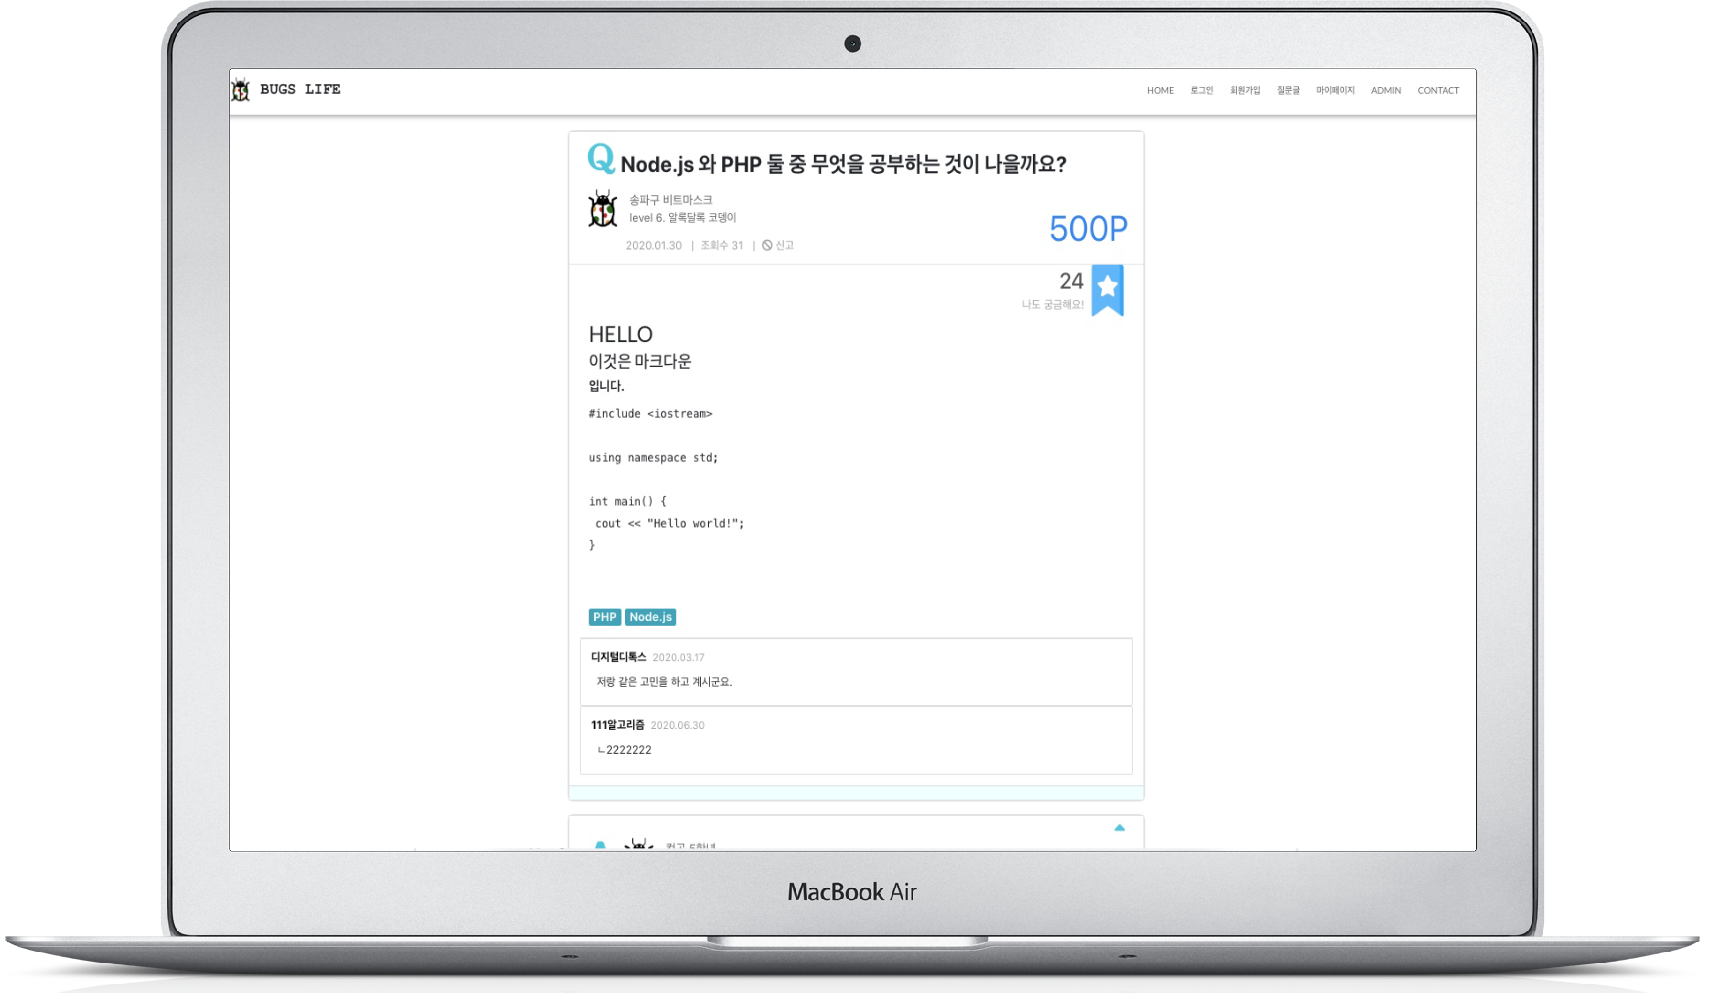 BUGS LIFE
HOME 로그인 회원가입 질문글 마이페이지 ADMIN CONTACT
Q Node.js 와 PHP 둘 중 무엇을 공부하는 것이 나을까요?
송파구 비트마스크
level 6. 알록달록 코뎅이
500P
2020.01.30 | 조회수 31 | 신고
24
나도 궁금해요!
HELLO
이것은 마크다운
입니다.
#include <iostream>
using namespace std;
int main() {
cout << "Hello world!";
}
PHP Node.js
디지털디톡스 2020.03.17
저랑 같은 고민을 하고 계시군요.
111알고리즘 2020.06.30
ㄴ2222222
MacBook Air